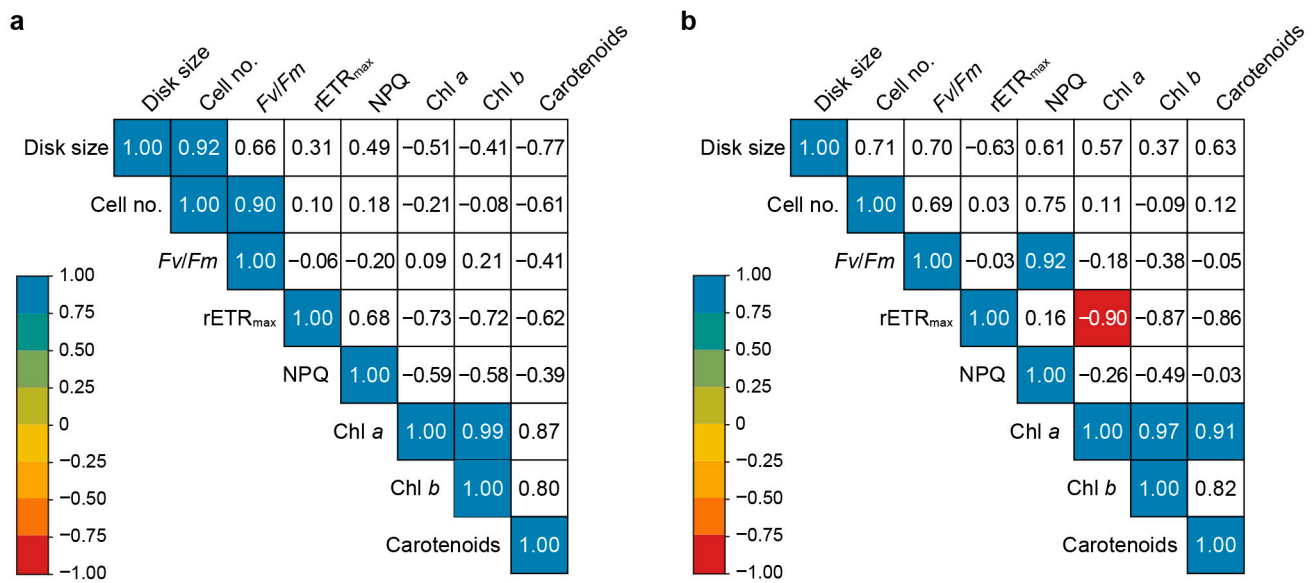 a
Disk size Cell no. Fv/Fm rETRmax NPQ Chl a Chl b Carotenoids
Disk size 1.00 0.92 0.66 0.31 0.49 −0.51 −0.41 −0.77
Cell no. 1.00 0.90 0.10 0.18 −0.21 −0.08 −0.61
Fv/Fm 1.00 −0.06 −0.20 0.09 0.21 −0.41
rETRmax 1.00 0.68 −0.73 −0.72 −0.62
NPQ 1.00 −0.59 −0.58 −0.39
Chl a 1.00 0.99 0.87
Chl b 1.00 0.80
Carotenoids 1.00
1.00
0.75
0.50
0.25
0
−0.25
−0.50
−0.75
−1.00
b
Disk size Cell no. Fv/Fm rETRmax NPQ Chl a Chl b Carotenoids
Disk size 1.00 0.71 0.70 −0.63 0.61 0.57 0.37 0.63
Cell no. 1.00 0.69 0.03 0.75 0.11 −0.09 0.12
Fv/Fm 1.00 −0.03 0.92 −0.18 −0.38 −0.05
rETRmax 1.00 0.16 −0.90 −0.87 −0.86
NPQ 1.00 −0.26 −0.49 −0.03
Chl a 1.00 0.97 0.91
Chl b 1.00 0.82
Carotenoids 1.00
1.00
0.75
0.50
0.25
0
−0.25
−0.50
−0.75
−1.00